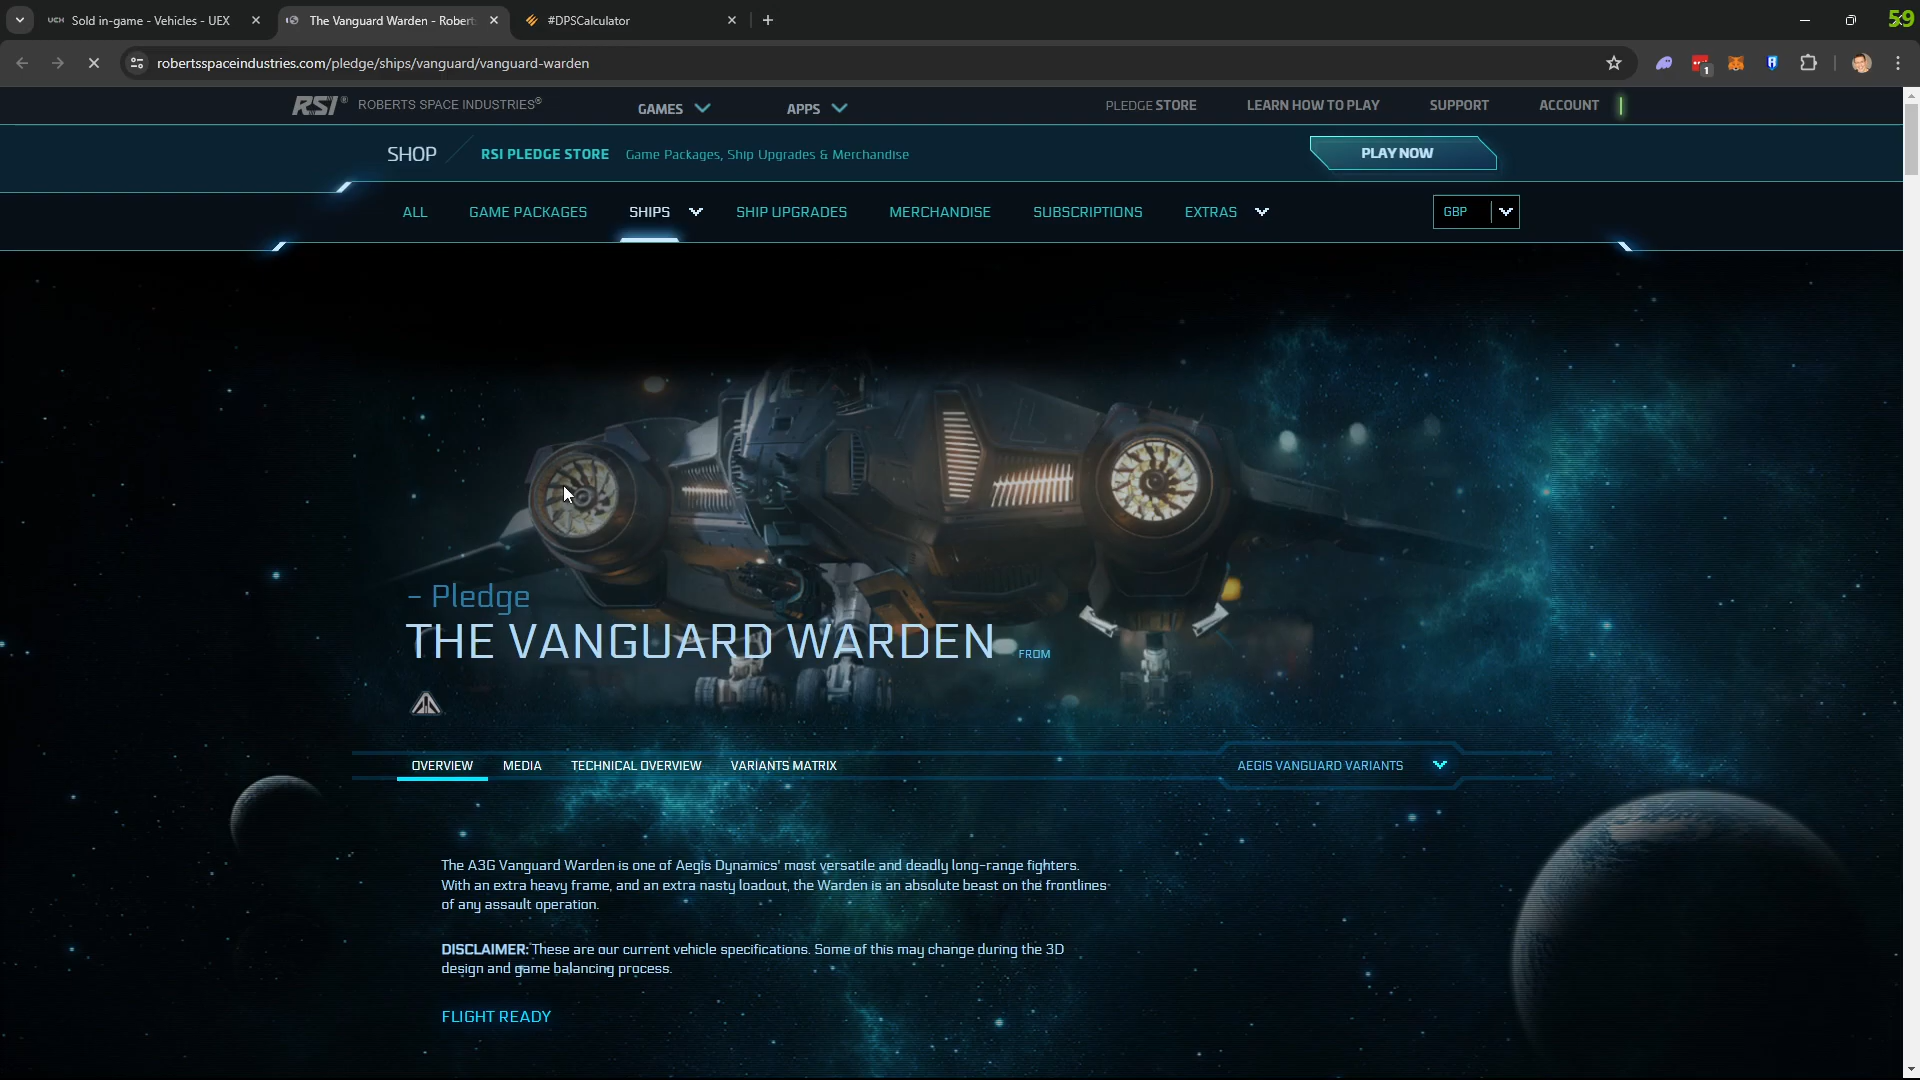 Sold in-game - Vehicles - UEX
The Vanguard Warden - Robert
#DPSCalculator
59
robertsspaceindustries.com/pledge/ships/vanguard/vanguard-warden
1
RSI® ROBERTS SPACE INDUSTRIES®
GAMES
APPS
PLEDGE STORE
LEARN HOW TO PLAY
SUPPORT
ACCOUNT
SHOP
RSI PLEDGE STORE
Game Packages, Ship Upgrades & Merchandise
PLAY NOW
ALL
GAME PACKAGES
SHIPS
SHIP UPGRADES
MERCHANDISE
SUBSCRIPTIONS
EXTRAS
GBP
– Pledge
THE VANGUARD WARDEN FROM
OVERVIEW
MEDIA
TECHNICAL OVERVIEW
VARIANTS MATRIX
AEGIS VANGUARD VARIANTS
The A3G Vanguard Warden is one of Aegis Dynamics' most versatile and deadly long-range fighters.
With an extra heavy frame, and an extra nasty loadout, the Warden is an absolute beast on the frontlines
of any assault operation.
DISCLAIMER: These are our current vehicle specifications. Some of this may change during the 3D
design and game balancing process.
FLIGHT READY